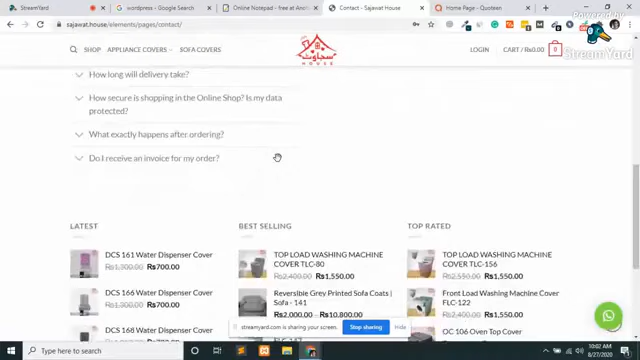 StreamYard
wordpress - Google Search
Online Notepad - free at Anoth
Contact – Sajawat House
Home Page - Quoteen
sajawat.house/elements/pages/contact/
Powered by
StreamYard
SHOP
APPLIANCE COVERS
SOFA COVERS
سجاوٹ
HOUSE
LOGIN
CART / ₨0.00
0
How long will delivery take?
How secure is shopping in the Online Shop? Is my data
protected?
What exactly happens after ordering?
Do I receive an invoice for my order?
LATEST
BEST SELLING
TOP RATED
DCS 161 Water Dispenser Cover
₨1,300.00 ₨700.00
TOP LOAD WASHING MACHINE
COVER TLC-80
₨2,400.00 ₨1,550.00
TOP LOAD WASHING MACHINE
COVER TLC-156
₨2,550.00 ₨1,550.00
DCS 166 Water Dispenser Cover
₨1,300.00 ₨700.00
Reversible Grey Printed Sofa Coats |
Sofa - 141
₨2,000.00 ₨10,800.00
Front Load Washing Machine Cover
FLC-122
₨1,550.00
DCS 168 Water Dispenser Cover
OC 106 Oven Top Cover
streamyard.com is sharing your screen.
Stop sharing
Hide
Type here to search
10:02 AM
8/27/2020